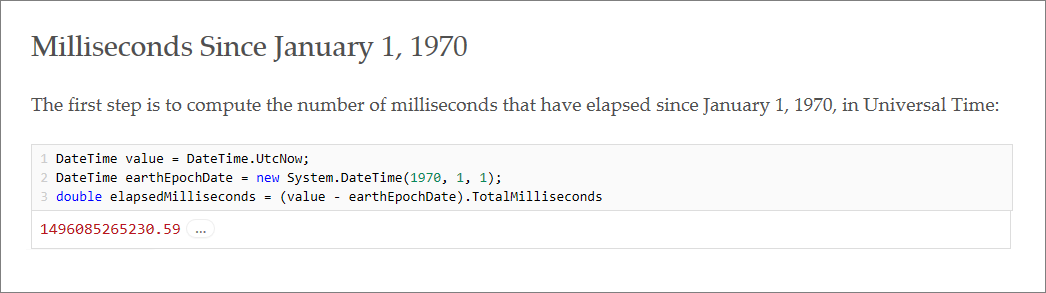 Milliseconds Since January 1, 1970
The first step is to compute the number of milliseconds that have elapsed since January 1, 1970, in Universal Time:
1 DateTime value = DateTime.UtcNow;
2 DateTime earthEpochDate = new System.DateTime(1970, 1, 1);
3 double elapsedMilliseconds = (value - earthEpochDate).TotalMilliseconds
1496085265230.59 ...